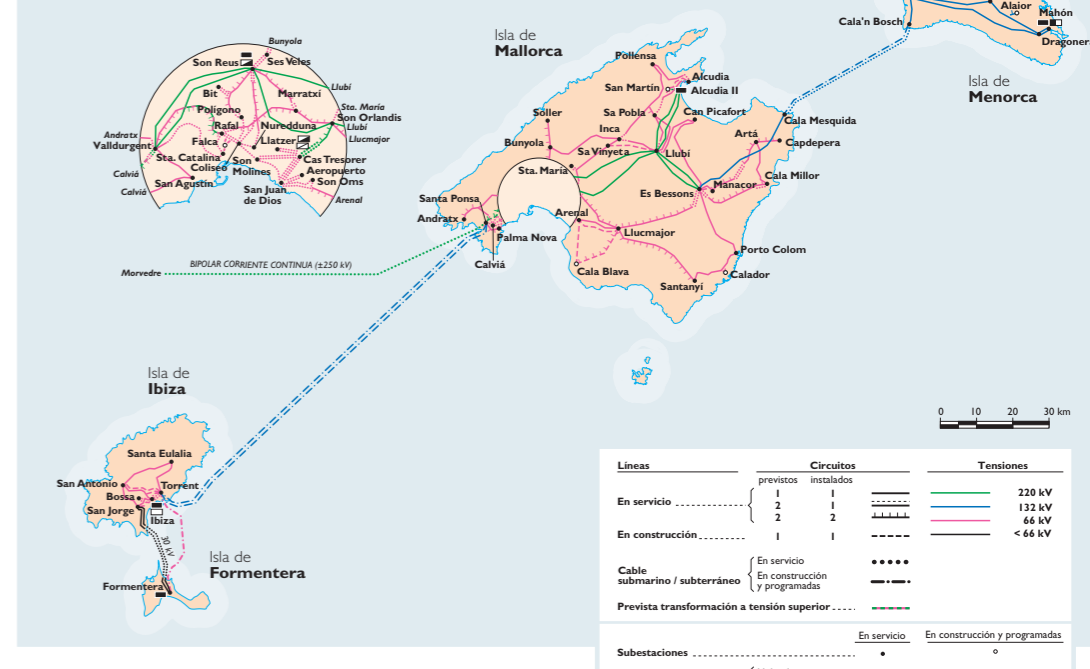 Alaior
Mahón
Cala'n Bosch
Dragonera
Isla de
Menorca
Isla de
Mallorca
Bunyola
Son Reus
Ses Veles
Llubí
Bit
Marratxí
Polígono
Sta. María
Son Orlandis
Rafal
Nuredduna
Llubí
Andratx
Valldurgent
Falca
Llatzer
Llucmajor
Sta. Catalina
Coliseo
Son
Molines
Cas Tresorer
Aeropuerto
Son Oms
Calviá
San Agustín
Calviá
San Juan
de Dios
Arenal
Pollensa
Alcudia
San Martín
Alcudia II
Sa Pobla
Can Picafort
Cala Mesquida
Sóller
Inca
Artá
Capdepera
Bunyola
Sa Vinyeta
Llubí
Sta. Maria
Cala Millor
Es Bessons
Manacor
Santa Ponsa
Andratx
Arenal
Palma Nova
Llucmajor
Porto Colom
Calviá
Cala Blava
Calador
Santanyí
BIPOLAR CORRIENTE CONTINUA (±250 kV)
Morvedre
Isla de
Ibiza
Santa Eulalia
San Antonio
Torrent
Bossa
San Jorge
Ibiza
30 kV
Isla de
Formentera
Formentera
0 10 20 30 km
Líneas Circuitos Tensiones
previstos instalados
1 1 220 kV
En servicio 2 1 132 kV
2 2 66 kV
En construcción 1 1 < 66 kV
Cable
submarino / subterráneo
En servicio
En construcción
y programadas
Prevista transformación a tensión superior
En servicio En construcción y programadas
Subestaciones